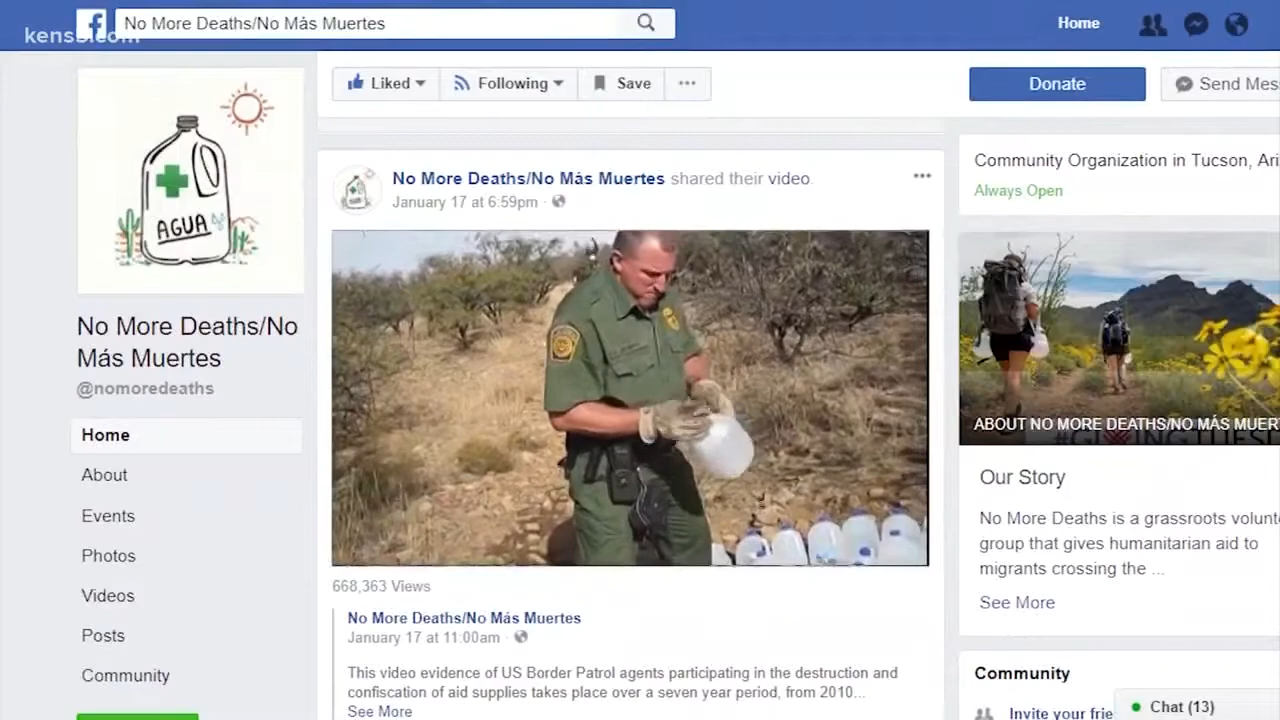 No More Deaths/No Más Muertes
Home
kens5.com
Liked
Following
Save
Donate
Send Mes
AGUA
No More Deaths/No
Más Muertes
@nomoredeaths
Home
About
Events
Photos
Videos
Posts
Community
No More Deaths/No Más Muertes shared their video.
January 17 at 6:59pm
668,363 Views
No More Deaths/No Más Muertes
January 17 at 11:00am
This video evidence of US Border Patrol agents participating in the destruction and
confiscation of aid supplies takes place over a seven year period, from 2010...
See More
Community Organization in Tucson, Ari
Always Open
ABOUT NO MORE DEATHS/NO MÁS MUER
Our Story
No More Deaths is a grassroots volunt
group that gives humanitarian aid to
migrants crossing the ...
See More
Community
Invite your frie
Chat (13)